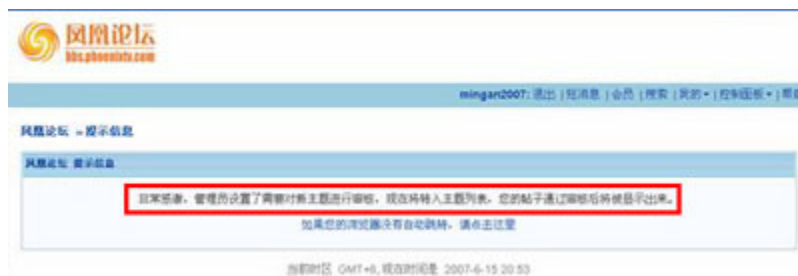 凤凰论坛
bbs.phoenixtv.com
mingan2007: 退出 | 短消息 | 会员 | 搜索 | 我的 | 控制面板 | 帮
凤凰论坛 » 提示信息
凤凰论坛 提示信息
非常感谢，管理员设置了需要对新主题进行审核，现在将转入主题列表，您的帖子通过审核后将被显示出来。
如果您的浏览器没有自动跳转，请点击这里
当前时区 GMT+8, 现在时间是 2007-6-15 20:53